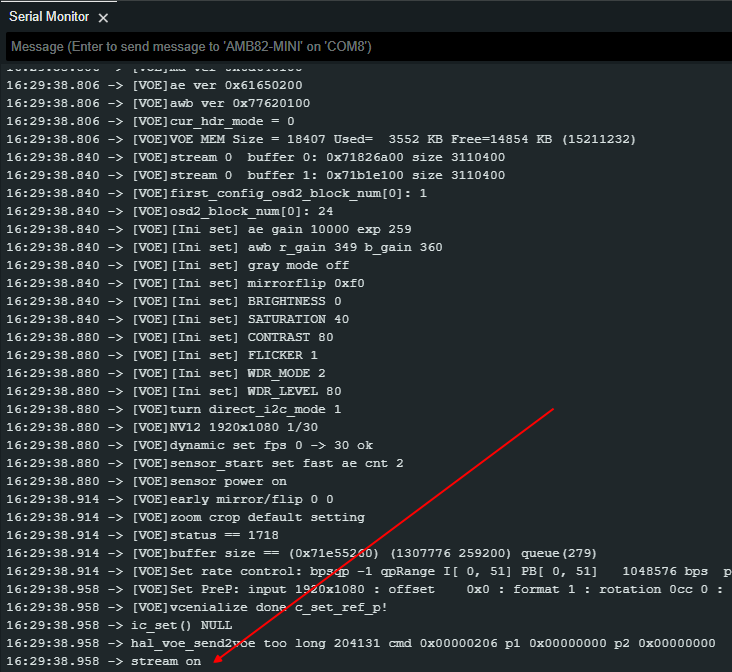 Serial Monitor ×
Message (Enter to send message to 'AMB82-MINI' on 'COM8')
16:29:38.806 -> [VOE]ae ver 0x61650200
16:29:38.806 -> [VOE]awb ver 0x77620100
16:29:38.806 -> [VOE]cur_hdr_mode = 0
16:29:38.806 -> [VOE]VOE MEM Size = 18407 Used=  3552 KB Free=14854 KB (15211232)
16:29:38.840 -> [VOE]stream 0  buffer 0: 0x71826a00 size 3110400
16:29:38.840 -> [VOE]stream 0  buffer 1: 0x71b1e100 size 3110400
16:29:38.840 -> [VOE]first_config_osd2_block_num[0]: 1
16:29:38.840 -> [VOE]osd2_block_num[0]: 24
16:29:38.840 -> [VOE][Ini set] ae gain 10000 exp 259
16:29:38.840 -> [VOE][Ini set] awb r_gain 349 b_gain 360
16:29:38.840 -> [VOE][Ini set] gray mode off
16:29:38.840 -> [VOE][Ini set] mirrorflip 0xf0
16:29:38.840 -> [VOE][Ini set] BRIGHTNESS 0
16:29:38.840 -> [VOE][Ini set] SATURATION 40
16:29:38.880 -> [VOE][Ini set] CONTRAST 80
16:29:38.880 -> [VOE][Ini set] FLICKER 1
16:29:38.880 -> [VOE][Ini set] WDR_MODE 2
16:29:38.880 -> [VOE][Ini set] WDR_LEVEL 80
16:29:38.880 -> [VOE]turn direct_i2c_mode 1
16:29:38.880 -> [VOE]NV12 1920x1080 1/30
16:29:38.880 -> [VOE]dynamic set fps 0 -> 30 ok
16:29:38.880 -> [VOE]sensor_start set fast ae cnt 2
16:29:38.880 -> [VOE]sensor power on
16:29:38.914 -> [VOE]early mirror/flip 0 0
16:29:38.914 -> [VOE]zoom crop default setting
16:29:38.914 -> [VOE]status == 1718
16:29:38.914 -> [VOE]buffer size == (0x71e55260) (1307776 259200) queue(279)
16:29:38.914 -> [VOE]Set rate control: bpsqp -1 qpRange I[ 0, 51] PB[ 0, 51]   1048576 bps  p
16:29:38.958 -> [VOE]Set PreP: input 1920x1080 : offset    0x0 : format 1 : rotation 0cc 0 :
16:29:38.958 -> [VOE]vcenialize done c_set_ref_p!
16:29:38.958 -> ic_set() NULL
16:29:38.958 -> hal_voe_send2voe too long 204131 cmd 0x00000206 p1 0x00000000 p2 0x00000000
16:29:38.958 -> stream on